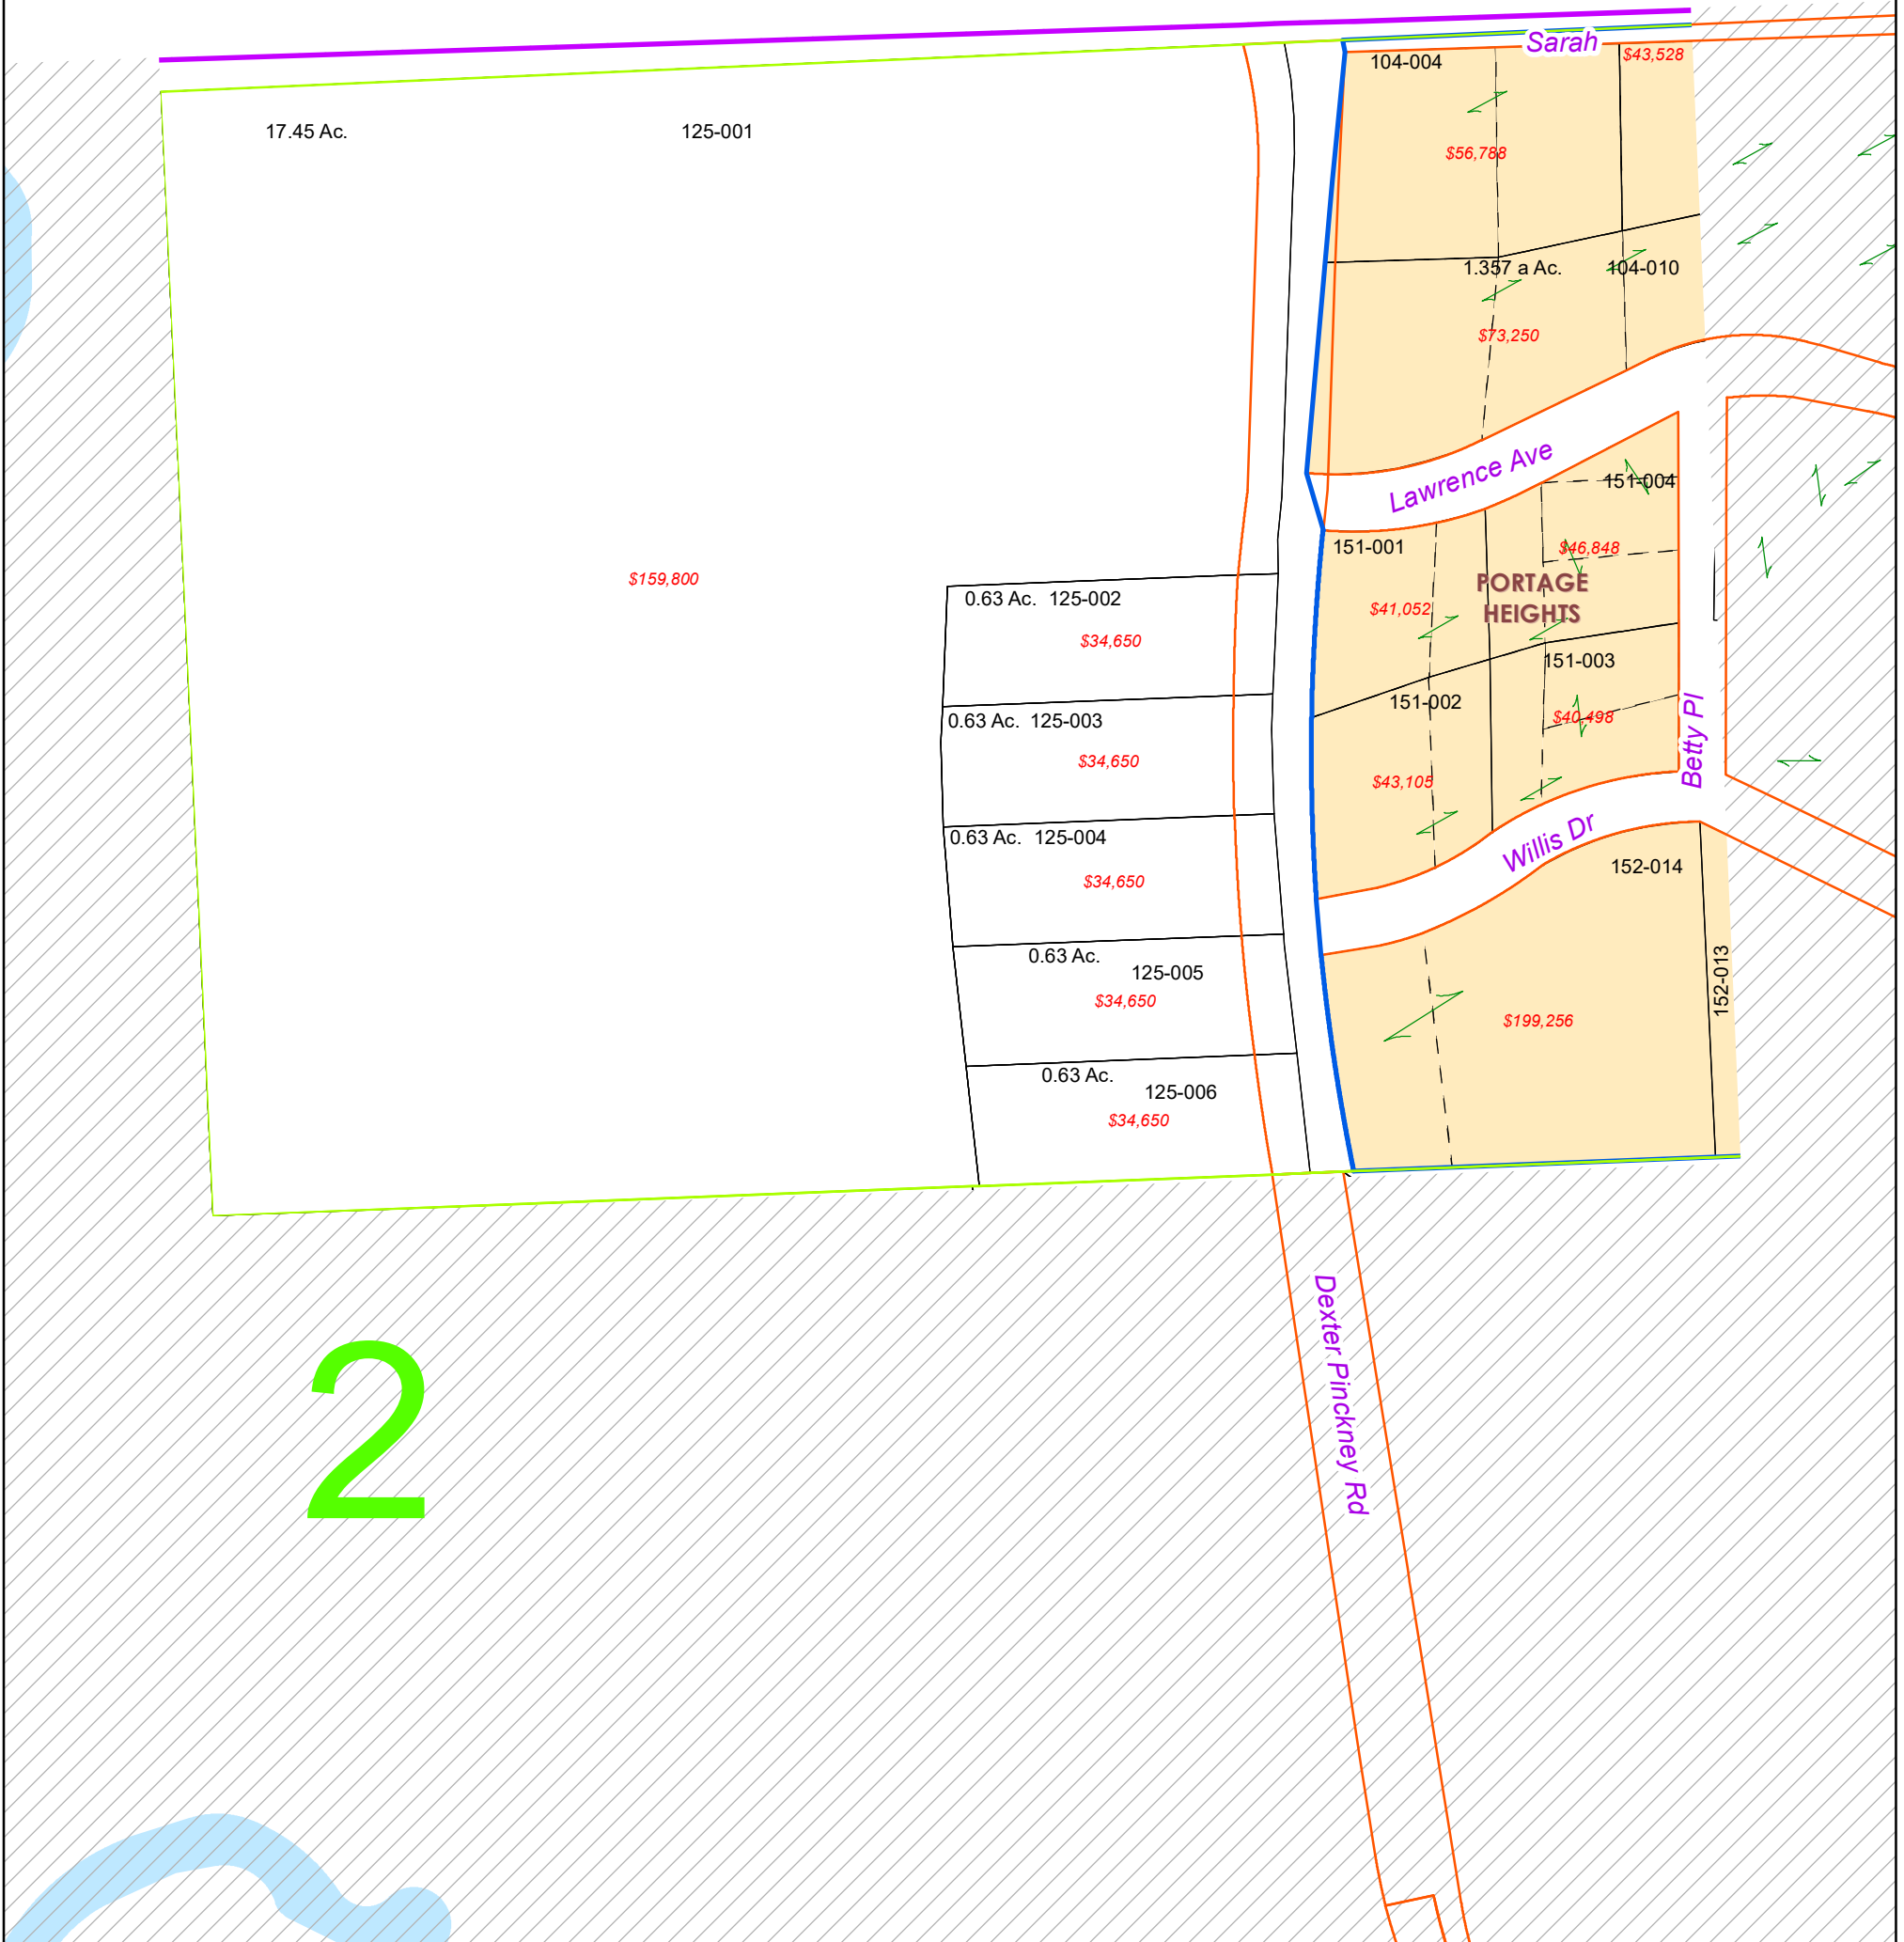 Sarah
$43,528
104-004
17.45 Ac.
125-001
$56,788
1.357 a Ac.
104-010
$73,250
Lawrence Ave
151-004
151-001
$46,848
$159,800
PORTAGE
HEIGHTS
0.63 Ac. 125-002
$41,052
$34,650
151-003
151-002
0.63 Ac. 125-003
$40,498
Betty Pl
$34,650
$43,105
0.63 Ac. 125-004
Willis Dr
152-014
$34,650
0.63 Ac.
125-005
152-013
$34,650
$199,256
0.63 Ac.
125-006
$34,650
Dexter Pinckney Rd
2